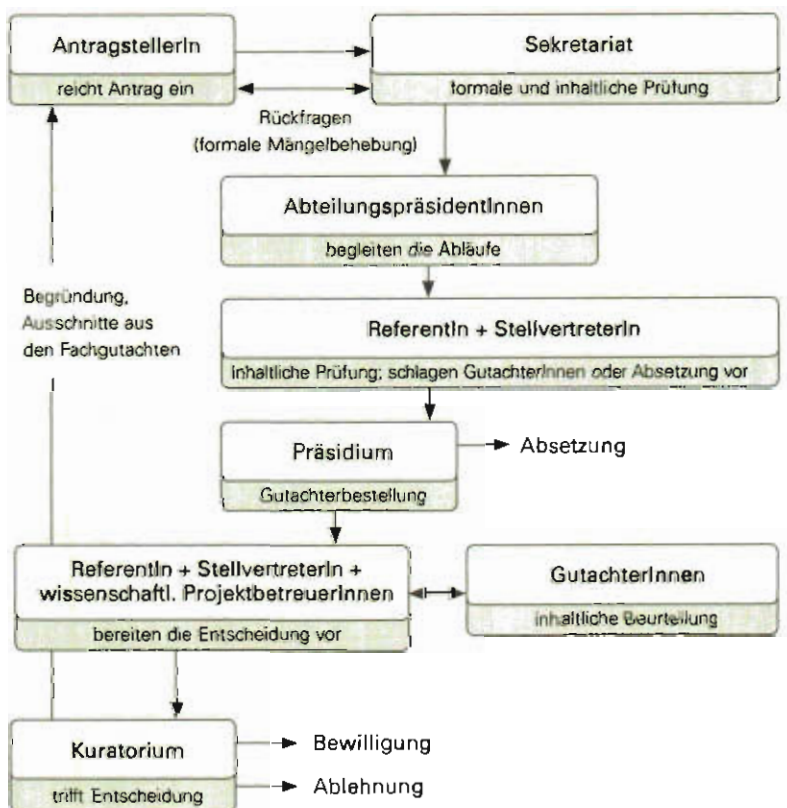 AntragstellerIn
reicht Antrag ein
Sekretariat
formale und inhaltliche Prüfung
Rückfragen
(formale Mängelbehebung)
AbteilungspräsidentInnen
begleiten die Abläufe
Begründung,
Ausschnitte aus
den Fachgutachten
ReferentIn + StellvertreterIn
inhaltliche Prüfung; schlagen GutachterInnen oder Absetzung vor
Präsidium
Gutachterbestellung
Absetzung
ReferentIn + StellvertreterIn +
wissenschaftl. ProjektbetreuerInnen
bereiten die Entscheidung vor
GutachterInnen
inhaltliche Beurteilung
Kuratorium
trifft Entscheidung
Bewilligung
Ablehnung